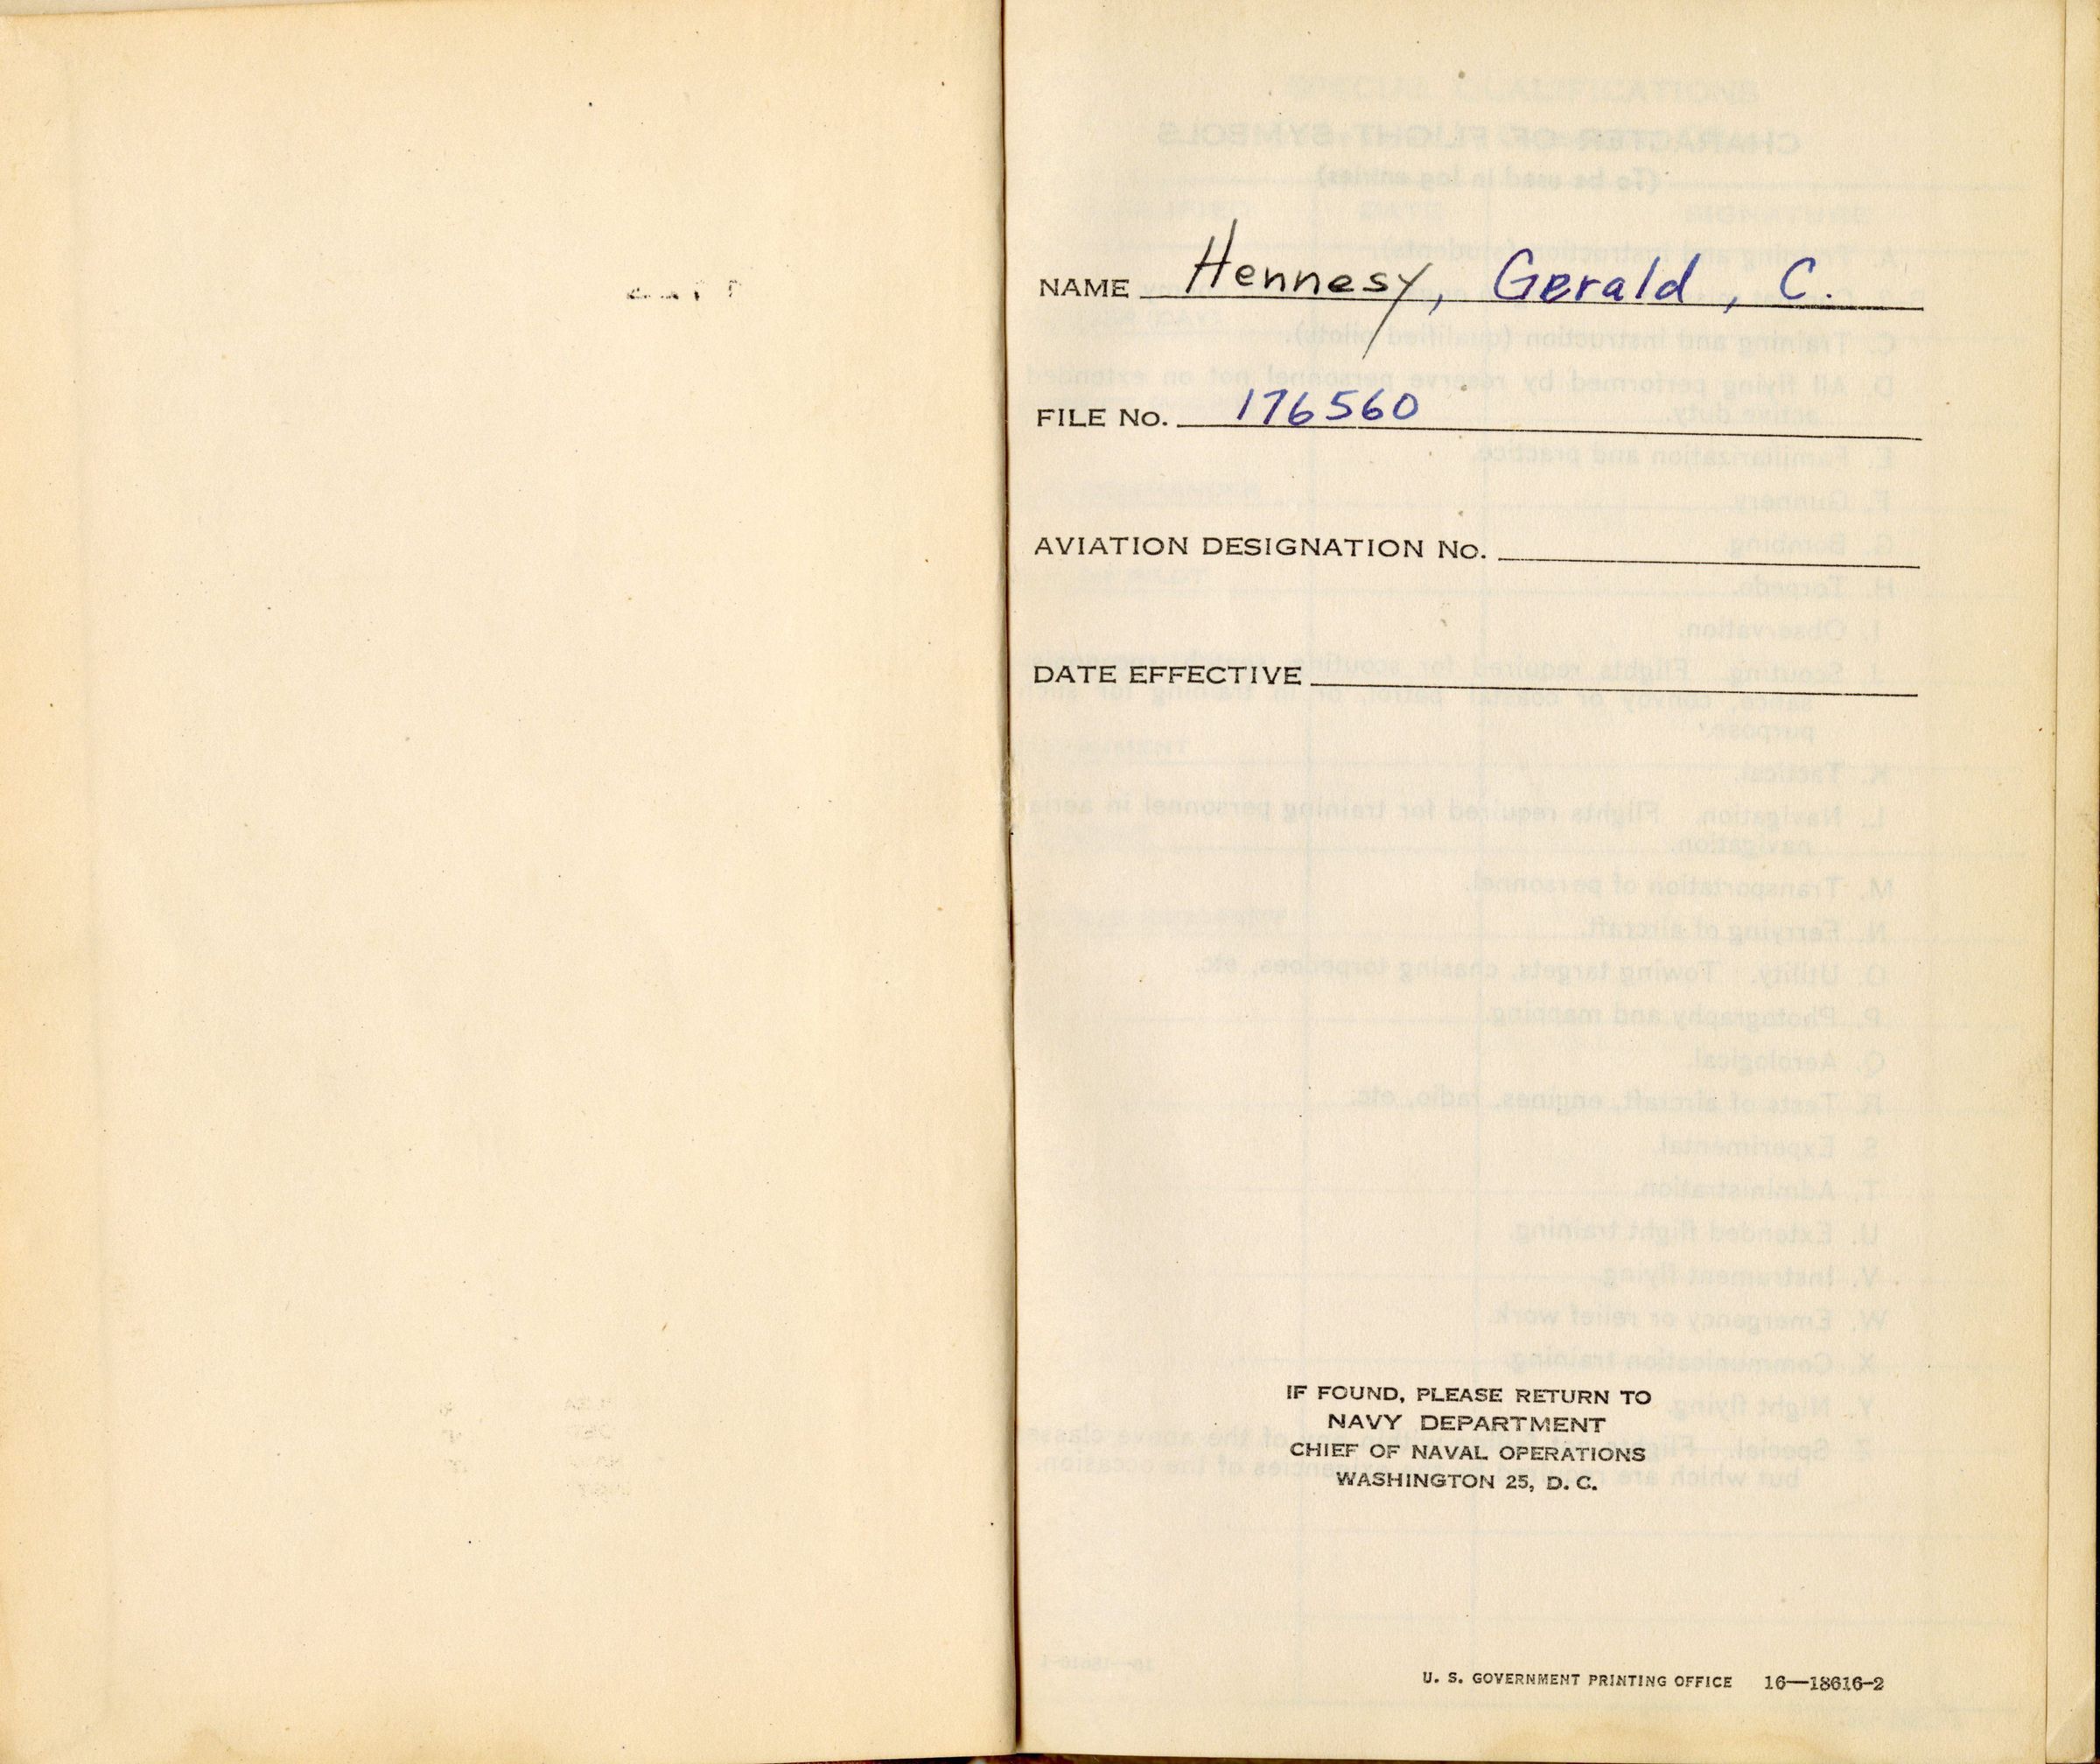 NAME Hennesy, Gerald, C.
FILE No. 176560
AVIATION DESIGNATION No.
DATE EFFECTIVE
IF FOUND, PLEASE RETURN TO
NAVY DEPARTMENT
CHIEF OF NAVAL OPERATIONS
WASHINGTON 25, D. C.
U. S. GOVERNMENT PRINTING OFFICE 16—18616-2